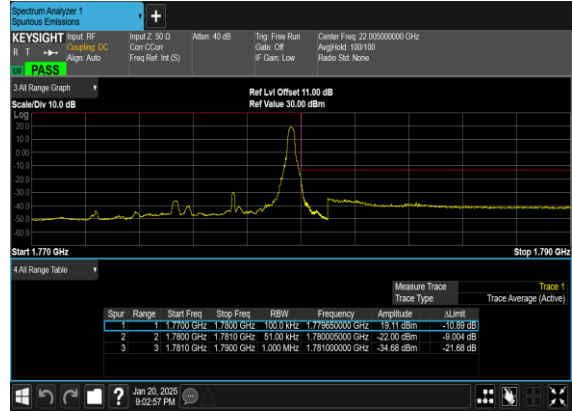 Spectrum Analyzer 1
Spurious Emissions
+
KEYSIGHT Input: RF Input Z: 50 Ω Atten: 40 dB Trig: Free Run Center Freq: 22.005000000 GHz
R T Coupling: DC Corr CCorr Gate: Off Avg|Hold: 100/100
Align: Auto Freq Ref: Int (S) IF Gain: Low Radio Std: None
PASS
3 All Range Graph
Ref Lvl Offset 11.00 dB
Scale/Div 10.0 dB Ref Value 30.00 dBm
Log
20.0
10.0
0.00
-10.0
-20.0
-30.0
-40.0
-50.0
-60.0
Start 1.770 GHz Stop 1.790 GHz
4 All Range Table
Measure Trace Trace 1
Trace Type Trace Average (Active)
Spur Range Start Freq Stop Freq RBW Frequency Amplitude ΔLimit
1 1 1.7700 GHz 1.7800 GHz 100.0 kHz 1.779650000 GHz 19.11 dBm -10.89 dB
2 2 1.7800 GHz 1.7810 GHz 51.00 kHz 1.780005000 GHz -22.00 dBm -9.004 dB
3 3 1.7810 GHz 1.7900 GHz 1.000 MHz 1.781000000 GHz -34.68 dBm -21.68 dB
?
Jan 20, 2025
9:02:57 PM